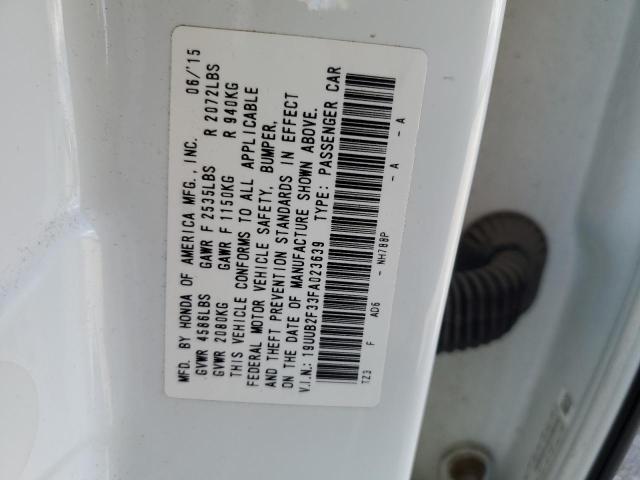 MFD. BY HONDA OF AMERICA MFG., INC. 06/'15
GVWR 4586LBS GAWR F 2535LBS R 2072LBS
GVWR 2080KG GAWR F 1150KG R 940KG
THIS VEHICLE CONFORMS TO ALL APPLICABLE
FEDERAL MOTOR VEHICLE SAFETY, BUMPER,
AND THEFT PREVENTION STANDARDS IN EFFECT
ON THE DATE OF MANUFACTURE SHOWN ABOVE.
V.I.N.: 19UUB2F33FA023639 TYPE: PASSENGER CAR
TZ3 F AD6 - NH788P - A - A